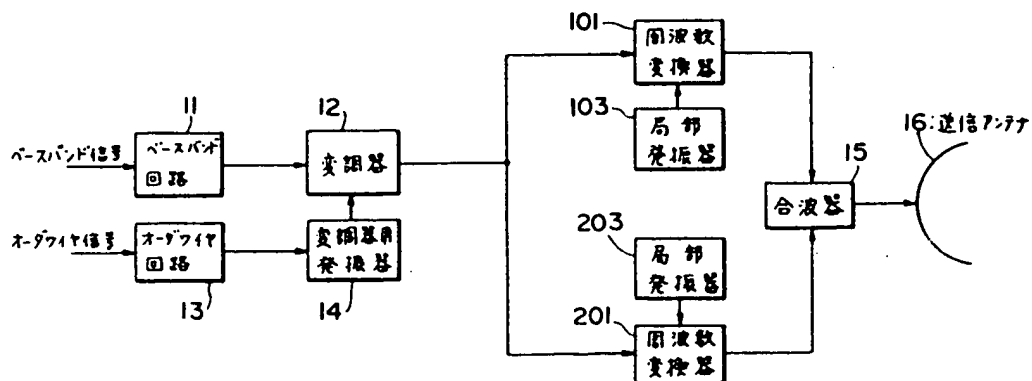 101
周波数
変換器
103
局部
発振器
11
ベースバンド信号
ベースバンド
回路
12
変調器
16:送信アンテナ
15
合波器
オーダワイヤ信号
オーダワイヤ
回路
13
変調器用
発振器
14
203
局部
発振器
201
周波数
変換器